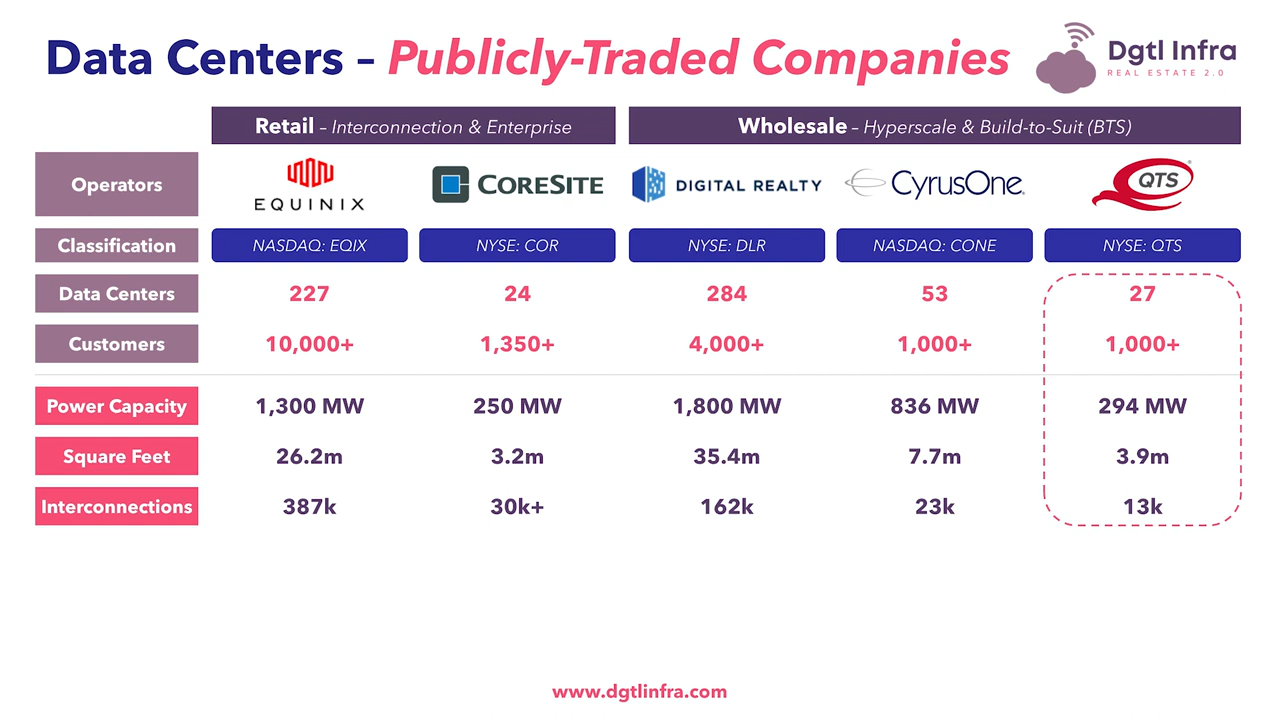 Data Centers – Publicly-Traded Companies
Dgtl Infra
REAL ESTATE 2.0
Retail – Interconnection & Enterprise
Wholesale – Hyperscale & Build-to-Suit (BTS)
Operators
EQUINIX
CORESITE
DIGITAL REALTY
CyrusOne.
QTS®
Classification
NASDAQ: EQIX
NYSE: COR
NYSE: DLR
NASDAQ: CONE
NYSE: QTS
Data Centers
227
24
284
53
27
Customers
10,000+
1,350+
4,000+
1,000+
1,000+
Power Capacity
1,300 MW
250 MW
1,800 MW
836 MW
294 MW
Square Feet
26.2m
3.2m
35.4m
7.7m
3.9m
Interconnections
387k
30k+
162k
23k
13k
www.dgtlinfra.com